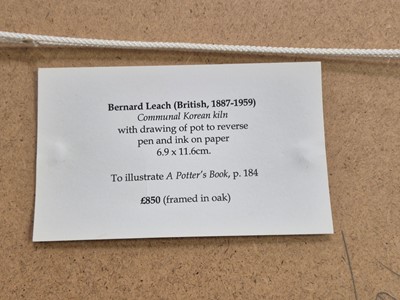 Bernard Leach (British, 1887-1959)
Communal Korean kiln
with drawing of pot to reverse
pen and ink on paper
6.9 x 11.6cm.
To illustrate A Potter's Book, p. 184
£850 (framed in oak)